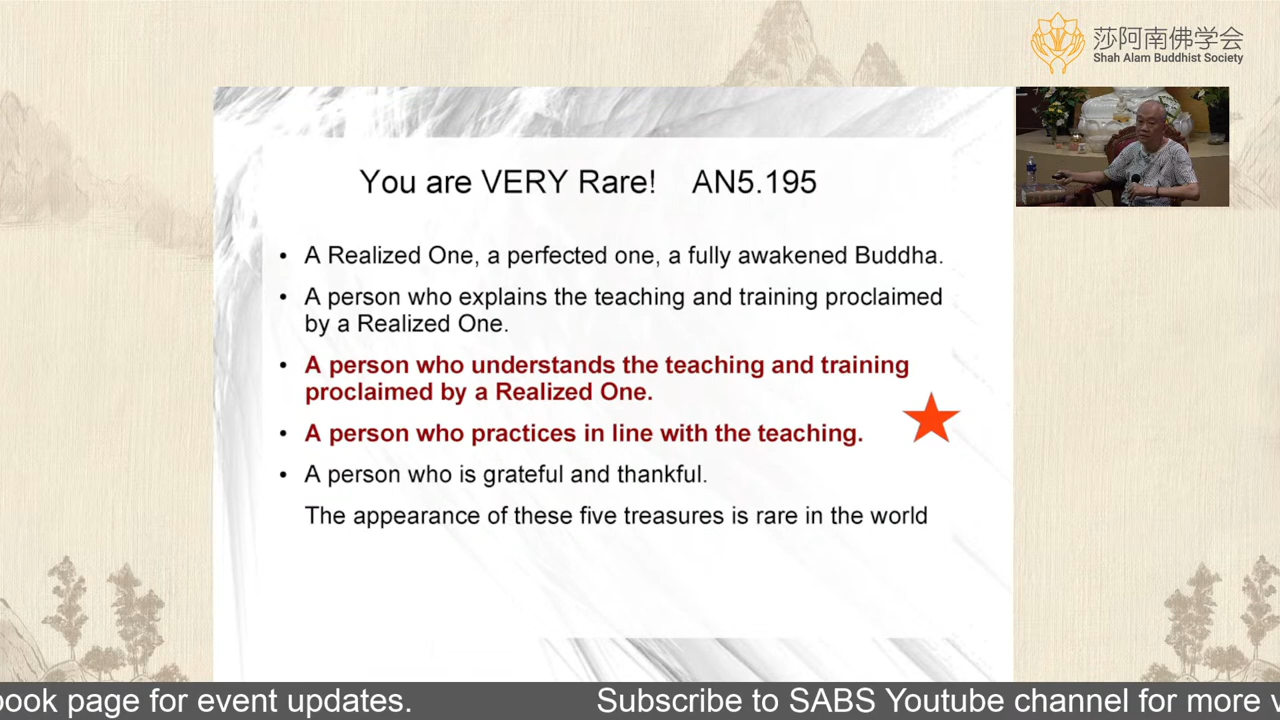 莎阿南佛学会
Shah Alam Buddhist Society
You are VERY Rare! AN5.195
• A Realized One, a perfected one, a fully awakened Buddha.
• A person who explains the teaching and training proclaimed
by a Realized One.
• A person who understands the teaching and training
proclaimed by a Realized One.
• A person who practices in line with the teaching.
• A person who is grateful and thankful.
The appearance of these five treasures is rare in the world
book page for event updates. Subscribe to SABS Youtube channel for more v